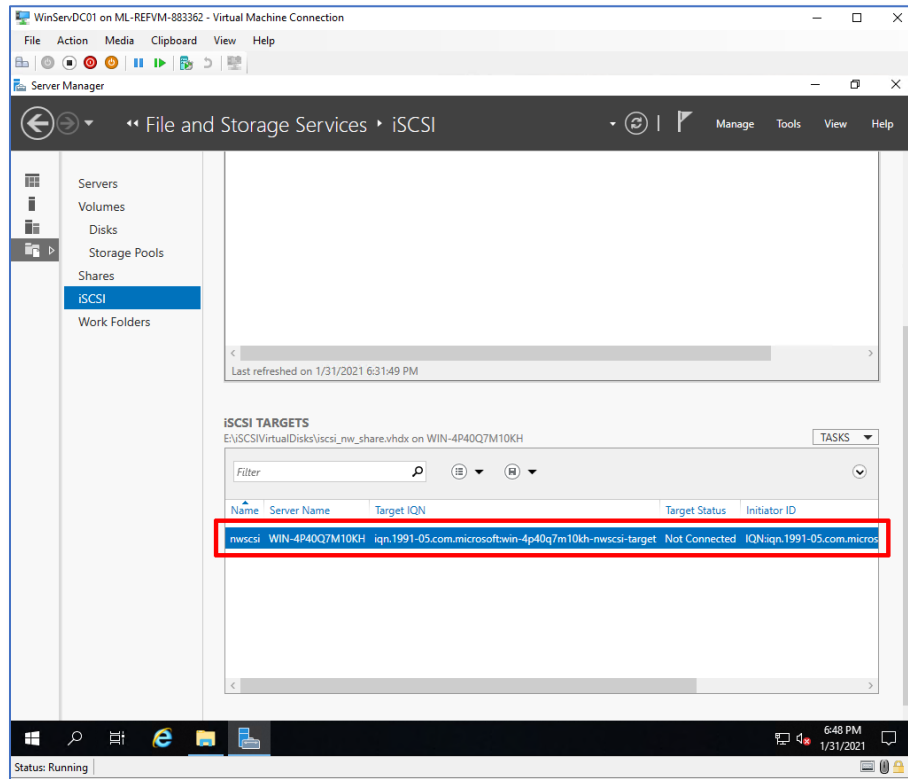 WinServDC01 on ML-REFVM-883362 - Virtual Machine Connection
File Action Media Clipboard View Help
Server Manager
File and Storage Services iSCSI
Manage Tools View Help
Servers
Volumes
Disks
Storage Pools
Shares
iSCSI
Work Folders
Last refreshed on 1/31/2021 6:31:49 PM
iSCSI TARGETS
E:\iSCSIVirtualDisks\iscsi_nw_share.vhdx on WIN-4P40Q7M10KH
TASKS
Filter
Name Server Name Target IQN Target Status Initiator ID
nwscsi WIN-4P40Q7M10KH iqn.1991-05.com.microsoft:win-4p40q7m10kh-nwscsi-target Not Connected IQN:iqn.1991-05.com.micros
6:48 PM
1/31/2021
Status: Running